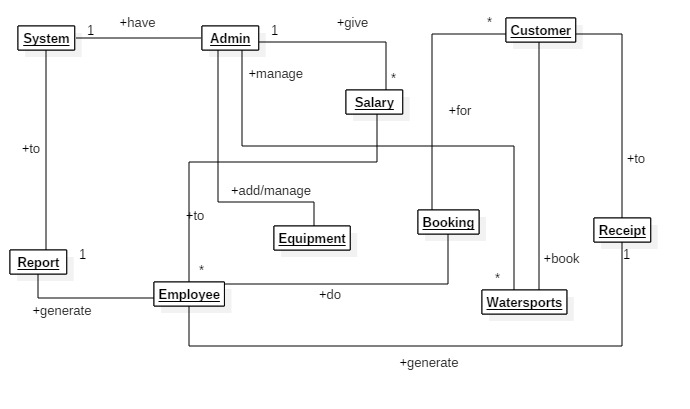 +have
+give
*
System
1
Admin
1
Customer
+manage
*
Salary
+for
+to
+to
+add/manage
+to
Booking
Receipt
Equipment
Report
1
1
+book
*
*
Employee
+do
Watersports
+generate
+generate